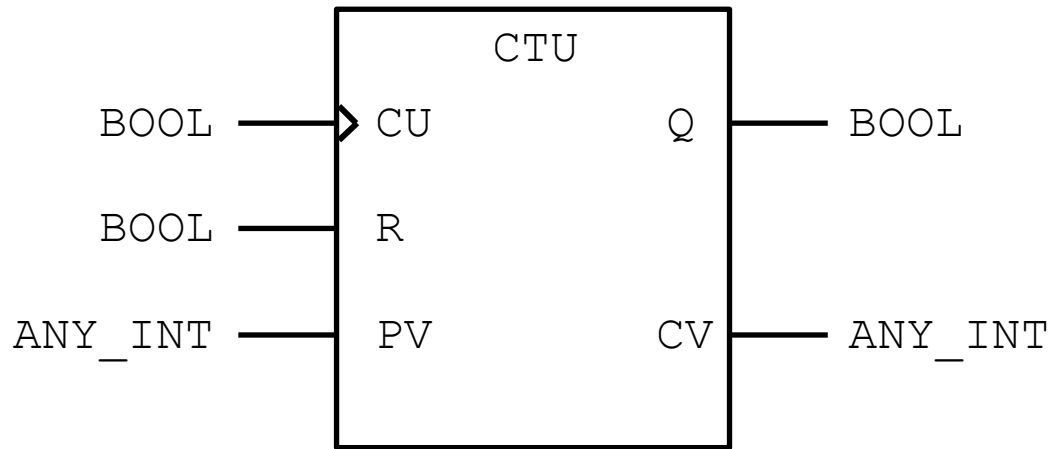 CTU
BOOL CU Q BOOL
BOOL R
ANY_INT PV CV ANY_INT